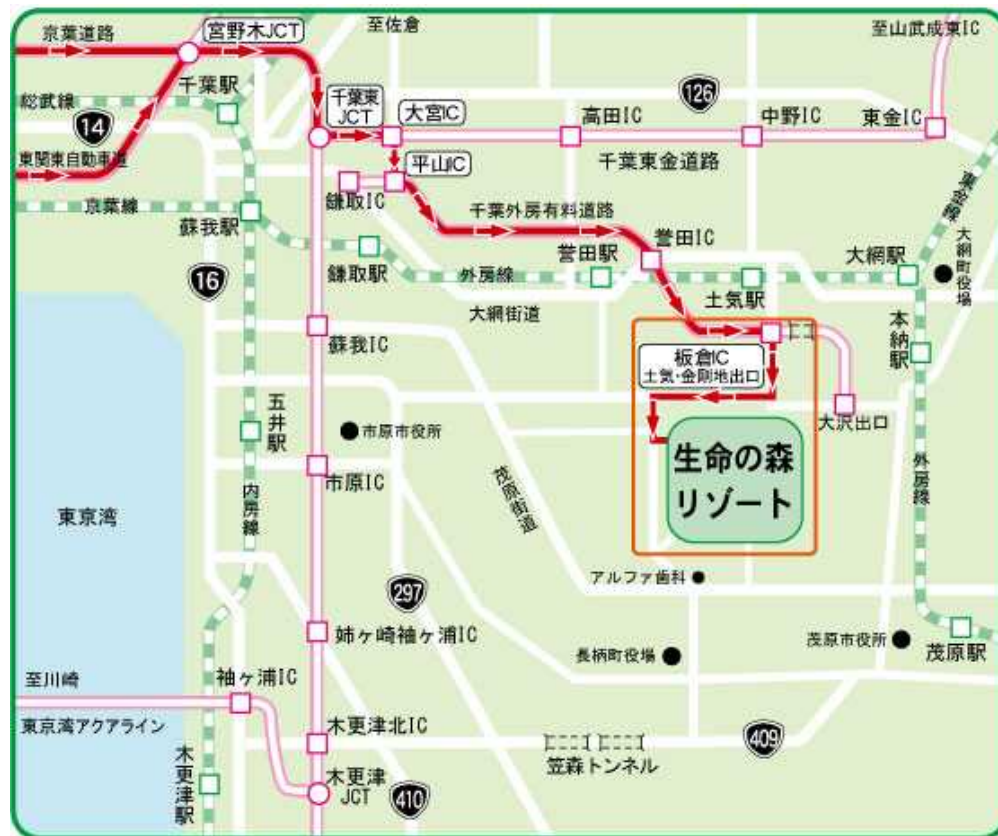 京葉道路
宮野木JCT
至佐倉
至山武成東IC
千葉駅
千葉東
JCT
大宮IC
126
総武線
14
高田IC
中野IC
東金IC
東関東自動車道
平山IC
千葉東金道路
鎌取IC
京葉線
千葉外房有料道路
東金線
蘇我駅
誉田IC
誉田駅
大網駅
大網町役場
鎌取駅
外房線
16
土気駅
大網街道
蘇我IC
本納駅
板倉IC
土気・金剛地出口
五井駅
市原市役所
大沢出口
生命の森
リゾート
市原IC
茂原街道
外房線
内房線
東京湾
アルファ歯科
297
姉ヶ崎袖ヶ浦IC
長柄町役場
茂原市役所
茂原駅
至川崎
袖ヶ浦IC
東京湾アクアライン
木更津北IC
409
笠森トンネル
木更津駅
木更津
JCT
410